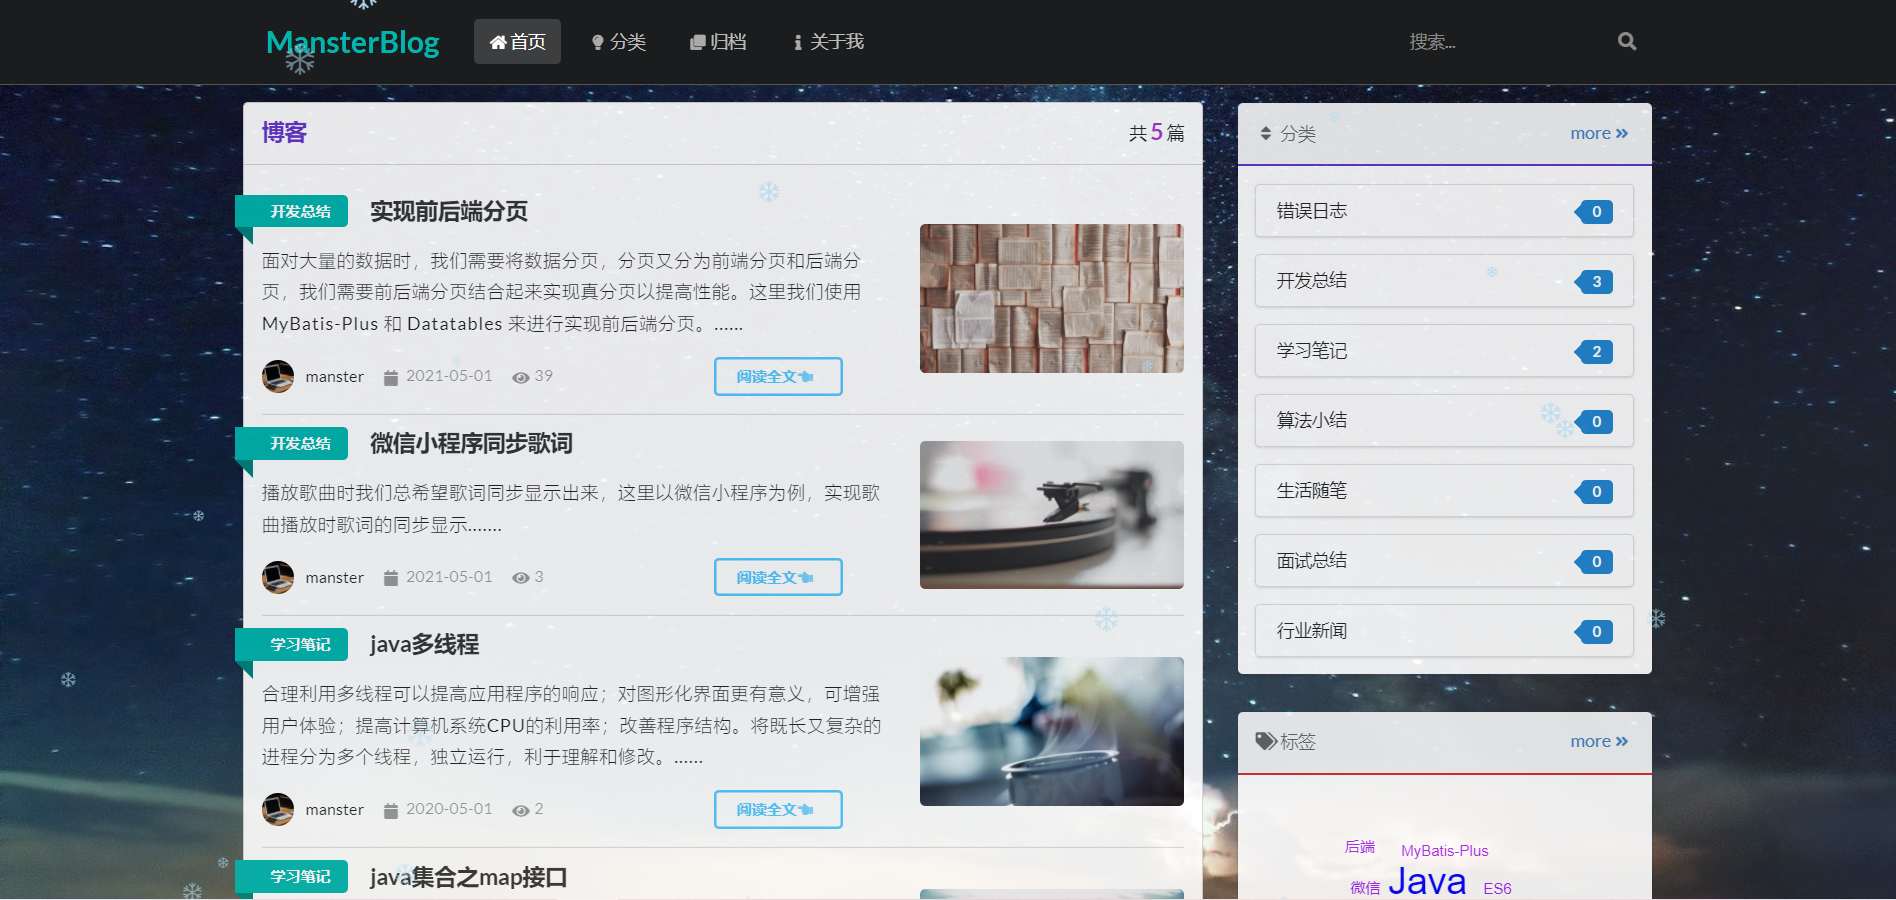 MansterBlog 首页 分类 归档 关于我 搜索...
博客 共 5 篇
开发总结 实现前后端分页
面对大量的数据时，我们需要将数据分页，分页又分为前端分页和后端分
页，我们需要前后端分页结合起来实现真分页以提高性能。这里我们使用
MyBatis-Plus 和 Datatables 来进行实现前后端分页。......
manster 2021-05-01 39 阅读全文
开发总结 微信小程序同步歌词
播放歌曲时我们总希望歌词同步显示出来，这里以微信小程序为例，实现歌
曲播放时歌词的同步显示.......
manster 2021-05-01 3 阅读全文
学习笔记 java多线程
合理利用多线程可以提高应用程序的响应；对图形化界面更有意义，可增强
用户体验；提高计算机系统CPU的利用率；改善程序结构。将既长又复杂的
进程分为多个线程，独立运行，利于理解和修改。......
manster 2020-05-01 2 阅读全文
学习笔记 java集合之map接口
分类 more
错误日志 0
开发总结 3
学习笔记 2
算法小结 0
生活随笔 0
面试总结 0
行业新闻 0
标签 more
后端 MyBatis-Plus
微信 Java ES6